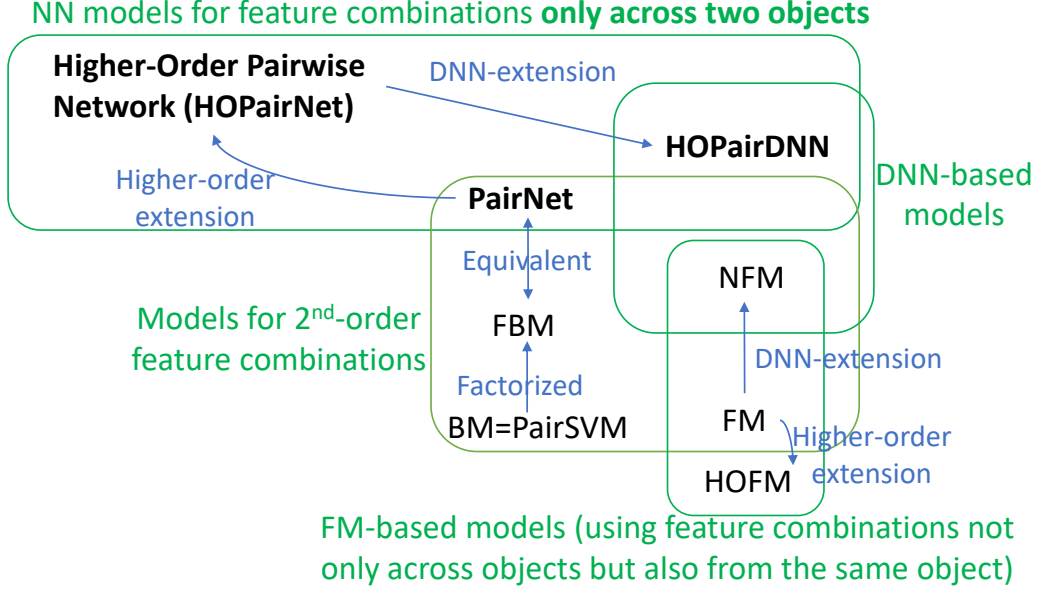 NN models for feature combinations only across two objects
Higher-Order Pairwise
Network (HOPairNet)
DNN-extension
HOPairDNN
Higher-order
extension
PairNet
DNN-based
models
Equivalent
NFM
Models for 2nd-order
feature combinations
FBM
DNN-extension
Factorized
BM=PairSVM
FM
Higher-order
extension
HOFM
FM-based models (using feature combinations not
only across objects but also from the same object)